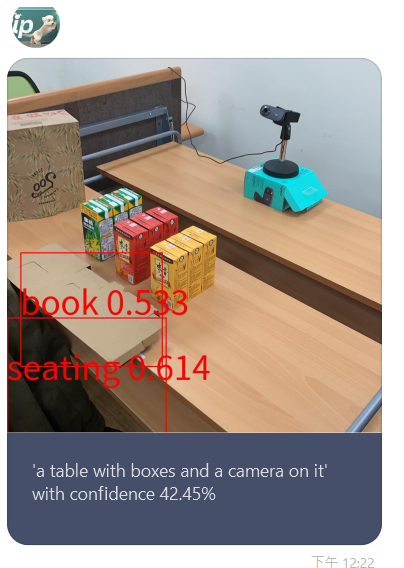 ip
SOOS
book 0.533
seating 0.614
'a table with boxes and a camera on it'
with confidence 42.45%
下午 12:22